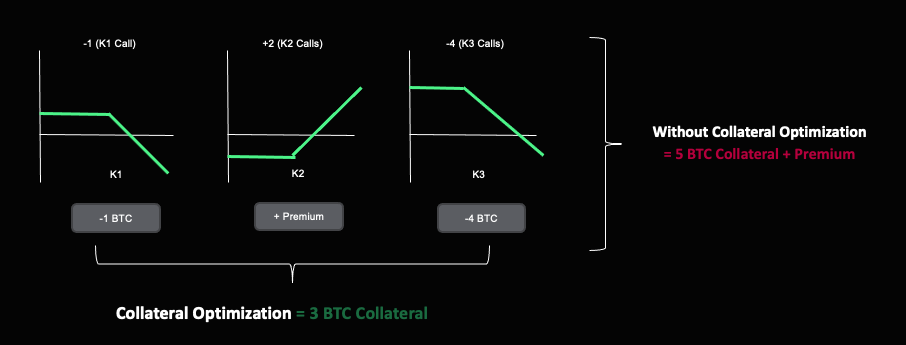 -1 (K1 Call)
+2 (K2 Calls)
-4 (K3 Calls)
K1
K2
K3
-1 BTC
+ Premium
-4 BTC
Without Collateral Optimization
= 5 BTC Collateral + Premium
Collateral Optimization = 3 BTC Collateral